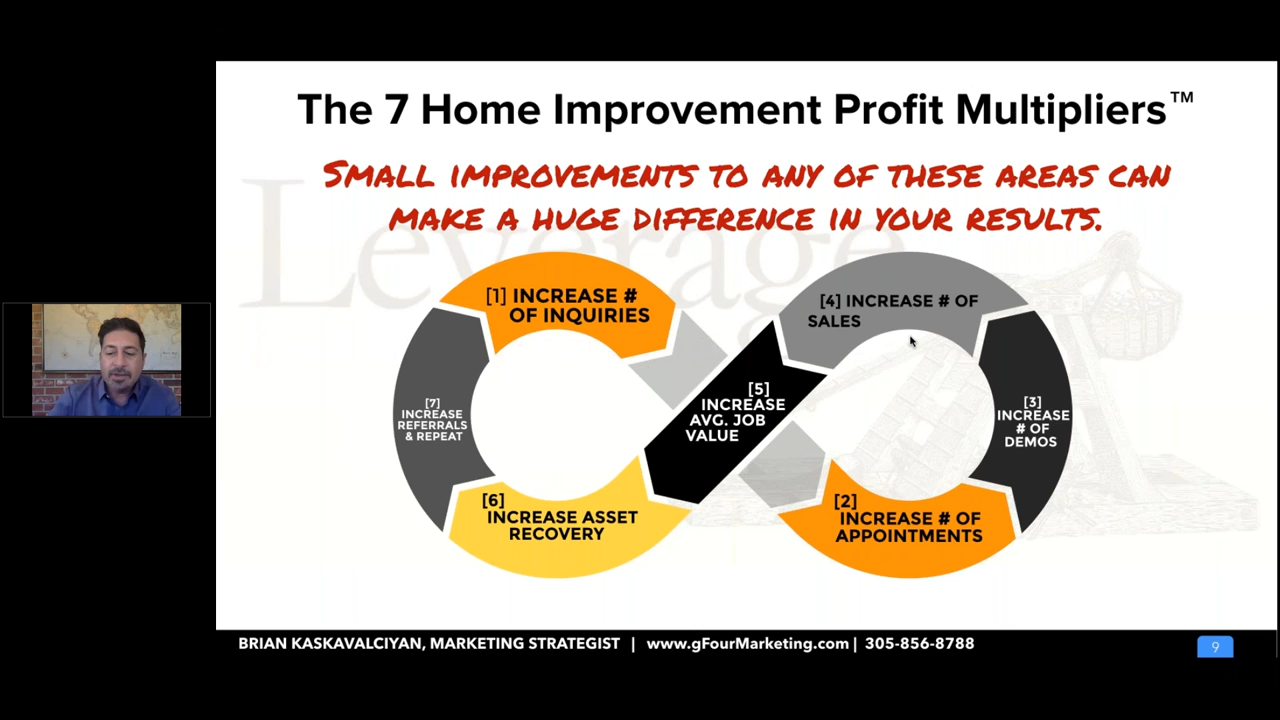 The 7 Home Improvement Profit Multipliers™
SMALL IMPROVEMENTS TO ANY OF THESE AREAS CAN
MAKE A HUGE DIFFERENCE IN YOUR RESULTS.
Leverage
[1] INCREASE #
OF INQUIRIES
[2]
INCREASE # OF
APPOINTMENTS
[3]
INCREASE
# OF
DEMOS
[4] INCREASE # OF
SALES
[5]
INCREASE
AVG. JOB
VALUE
[6]
INCREASE ASSET
RECOVERY
[7]
INCREASE
REFERRALS
& REPEAT
BRIAN KASKAVALCIYAN, MARKETING STRATEGIST | www.gFourMarketing.com | 305-856-8788
9